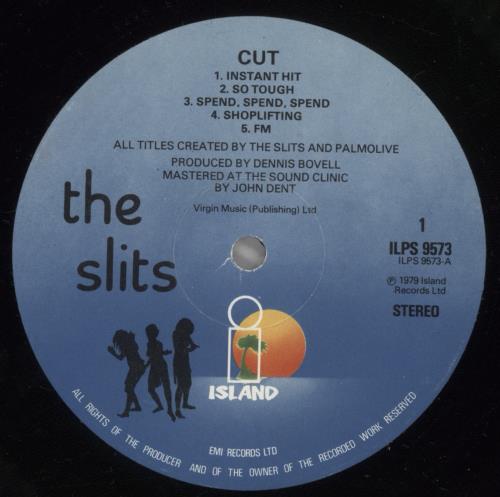 CUT
1. INSTANT HIT
2. SO TOUGH
3. SPEND, SPEND, SPEND
4. SHOPLIFTING
5. FM
ALL TITLES CREATED BY THE SLITS AND PALMOLIVE
PRODUCED BY DENNIS BOVELL
MASTERED AT THE SOUND CLINIC
BY JOHN DENT
Virgin Music (Publishing) Ltd
the
slits
1
ILPS 9573
ILPS 9573-A
℗ 1979 Island
Records Ltd
STEREO
i
ISLAND
EMI RECORDS LTD
ALL RIGHTS OF THE PRODUCER AND OF THE OWNER OF THE RECORDED WORK RESERVED